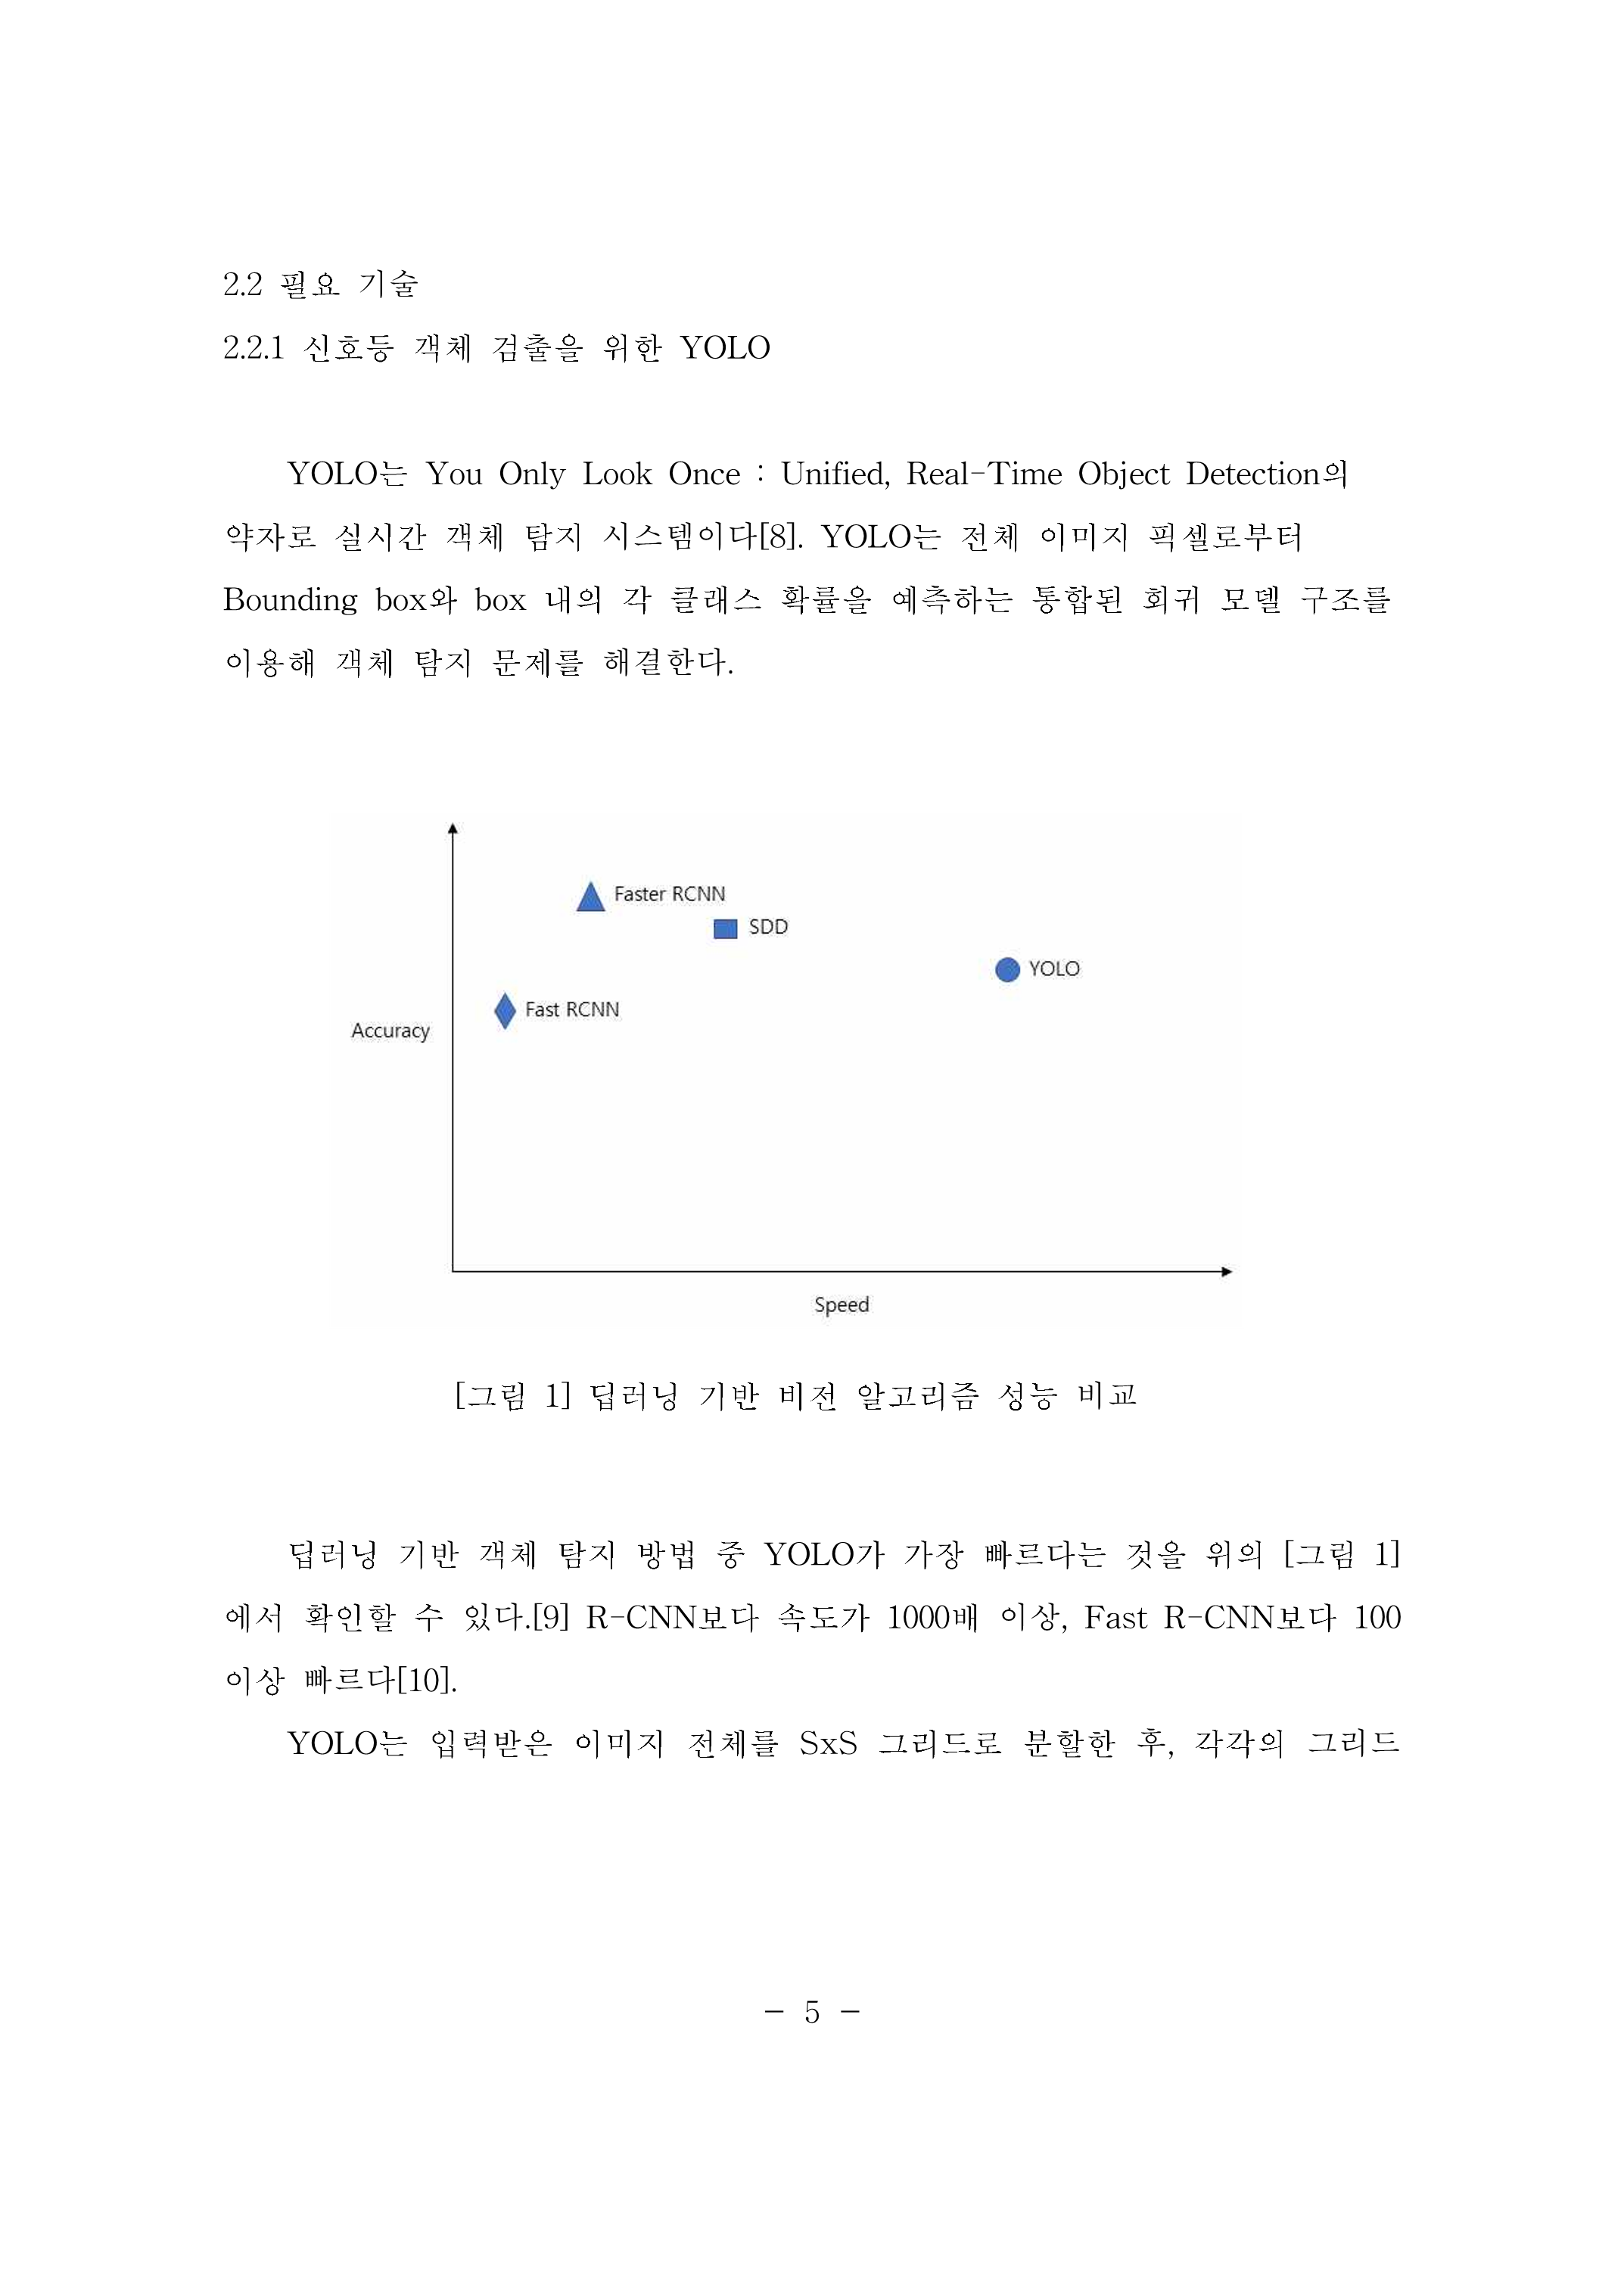 2.2 필요 기술
2.2.1 신호등 객체 검출을 위한 YOLO
YOLO는 You Only Look Once : Unified, Real-Time Object Detection의
약자로 실시간 객체 탐지 시스템이다[8]. YOLO는 전체 이미지 픽셀로부터
Bounding box와 box 내의 각 클래스 확률을 예측하는 통합된 회귀 모델 구조를
이용해 객체 탐지 문제를 해결한다.
Faster RCNN
SDD
YOLO
Fast RCNN
Accuracy
Speed
[그림 1] 딥러닝 기반 비전 알고리즘 성능 비교
딥러닝 기반 객체 탐지 방법 중 YOLO가 가장 빠르다는 것을 위의 [그림 1]
에서 확인할 수 있다.[9] R-CNN보다 속도가 1000배 이상, Fast R-CNN보다 100
이상 빠르다[10].
YOLO는 입력받은 이미지 전체를 SxS 그리드로 분할한 후, 각각의 그리드
- 5 -